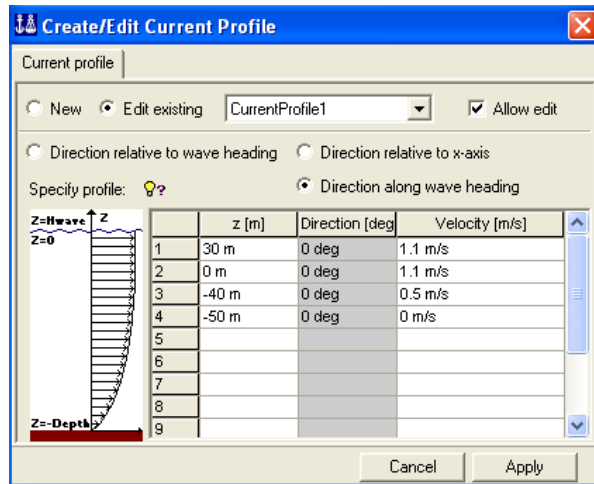 Create/Edit Current Profile
Current profile
New Edit existing CurrentProfile1 Allow edit
Direction relative to wave heading Direction relative to x-axis
Specify profile: ? Direction along wave heading
Z=Hwave Z
Z=0
Z=-Depth
z [m] Direction [deg Velocity [m/s]
1 30 m 0 deg 1.1 m/s
2 0 m 0 deg 1.1 m/s
3 -40 m 0 deg 0.5 m/s
4 -50 m 0 deg 0 m/s
5
6
7
8
9
Cancel Apply